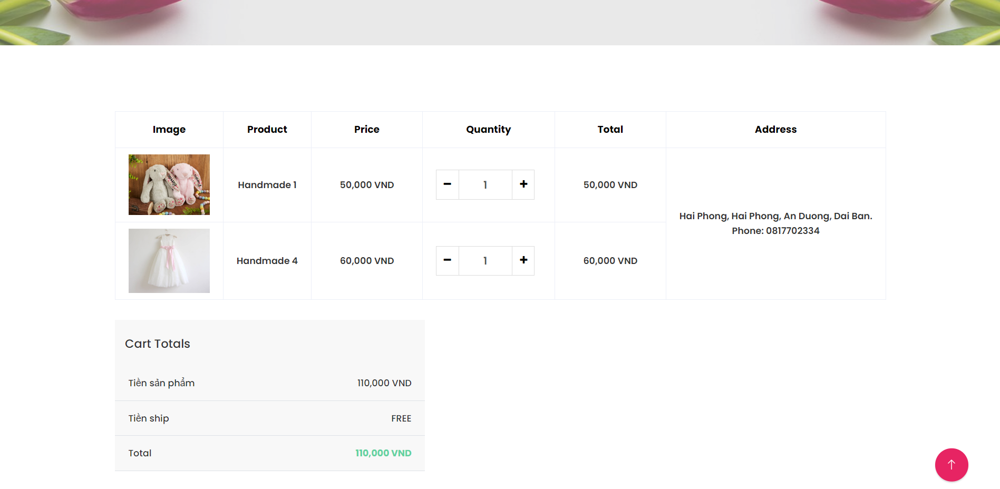 Image Product Price Quantity Total Address
Handmade 1 50,000 VND 1 50,000 VND
Hai Phong, Hai Phong, An Duong, Dai Ban.
Phone: 0817702334
Handmade 4 60,000 VND 1 60,000 VND
Cart Totals
Tiền sản phẩm 110,000 VND
Tiền ship FREE
Total 110,000 VND